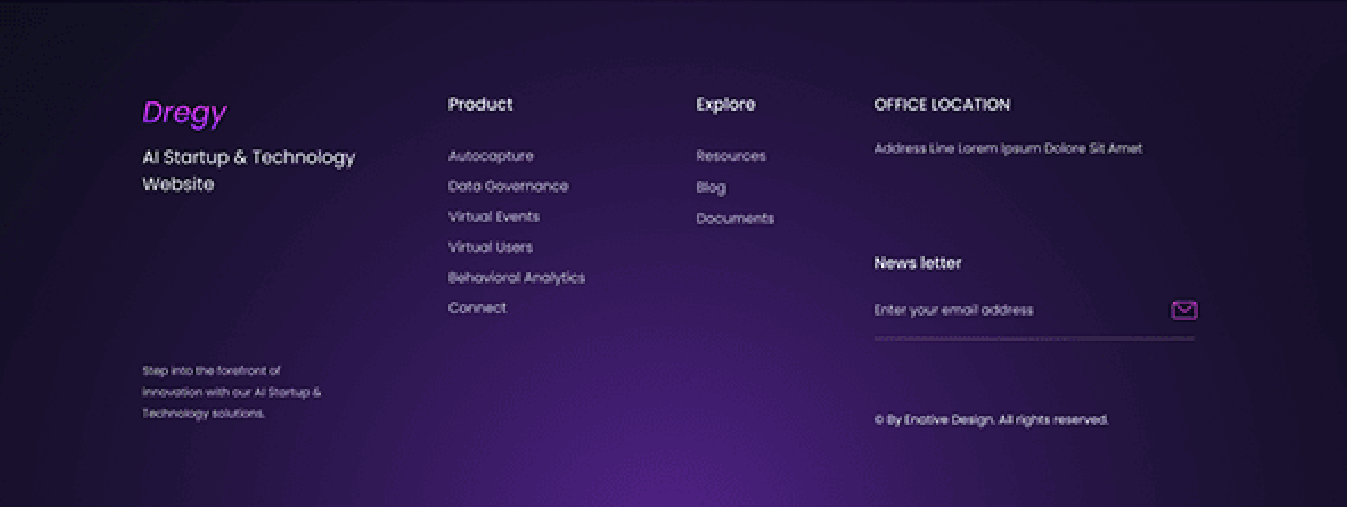 Dregy
AI Startup & Technology
Website
Step into the forefront of
innovation with our AI Startup &
Technology solutions.
Product
Autocapture
Data Governance
Virtual Events
Virtual Users
Behavioral Analytics
Connect
Explore
Resources
Blog
Documents
OFFICE LOCATION
Address Line Lorem Ipsum Dolore Sit Amet
News letter
Enter your email address
© By Enative Design. All rights reserved.